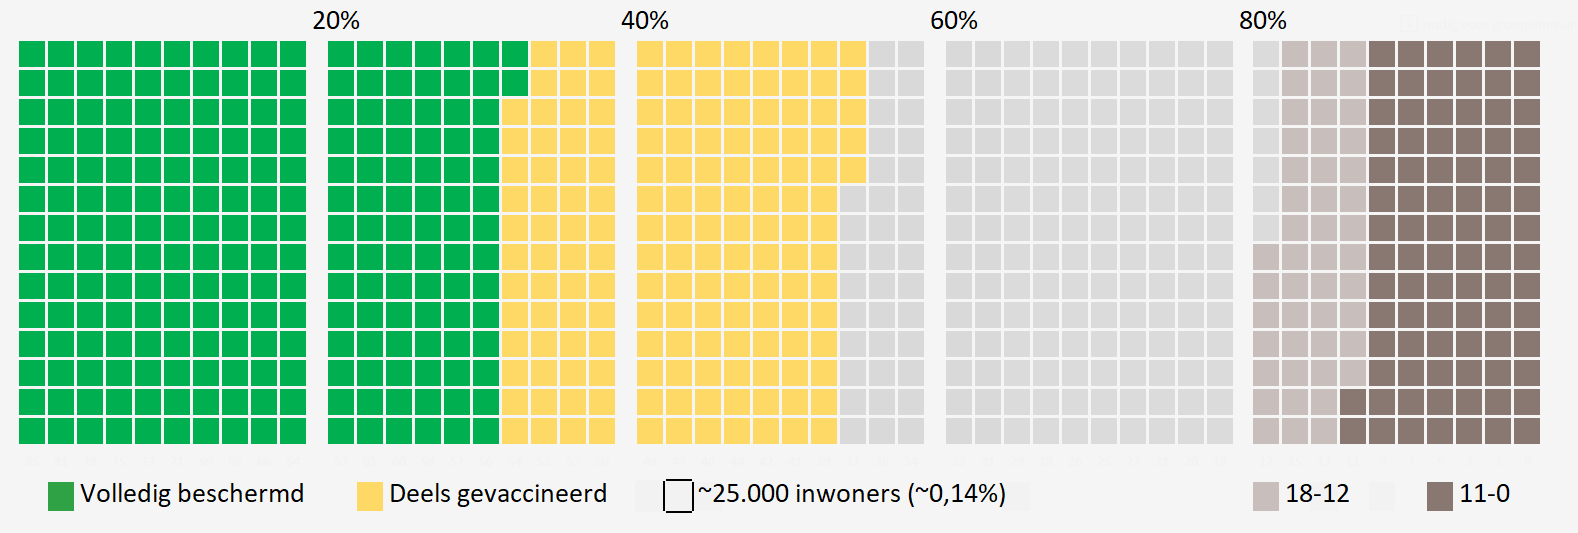 20% 40% 60% 80%
Volledig beschermd
Deels gevaccineerd
~25.000 inwoners (~0,14%)
18-12
11-0